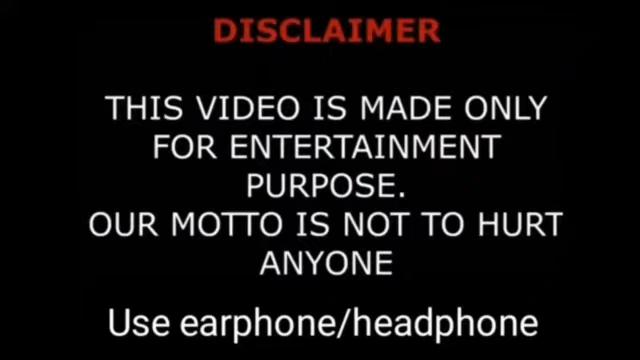 DISCLAIMER
THIS VIDEO IS MADE ONLY
FOR ENTERTAINMENT
PURPOSE.
OUR MOTTO IS NOT TO HURT
ANYONE
Use earphone/headphone